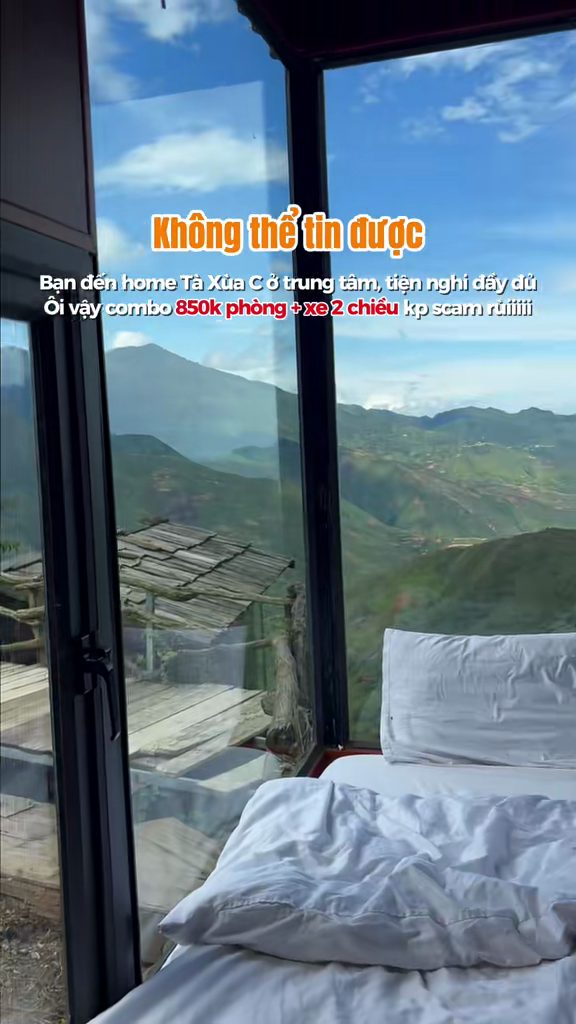 Không thể tin được
Bạn đến home Tà Xùa C ở trung tâm, tiện nghi đầy đủ
Ôi vậy combo 850k phòng + xe 2 chiều kp scam rùiiiii